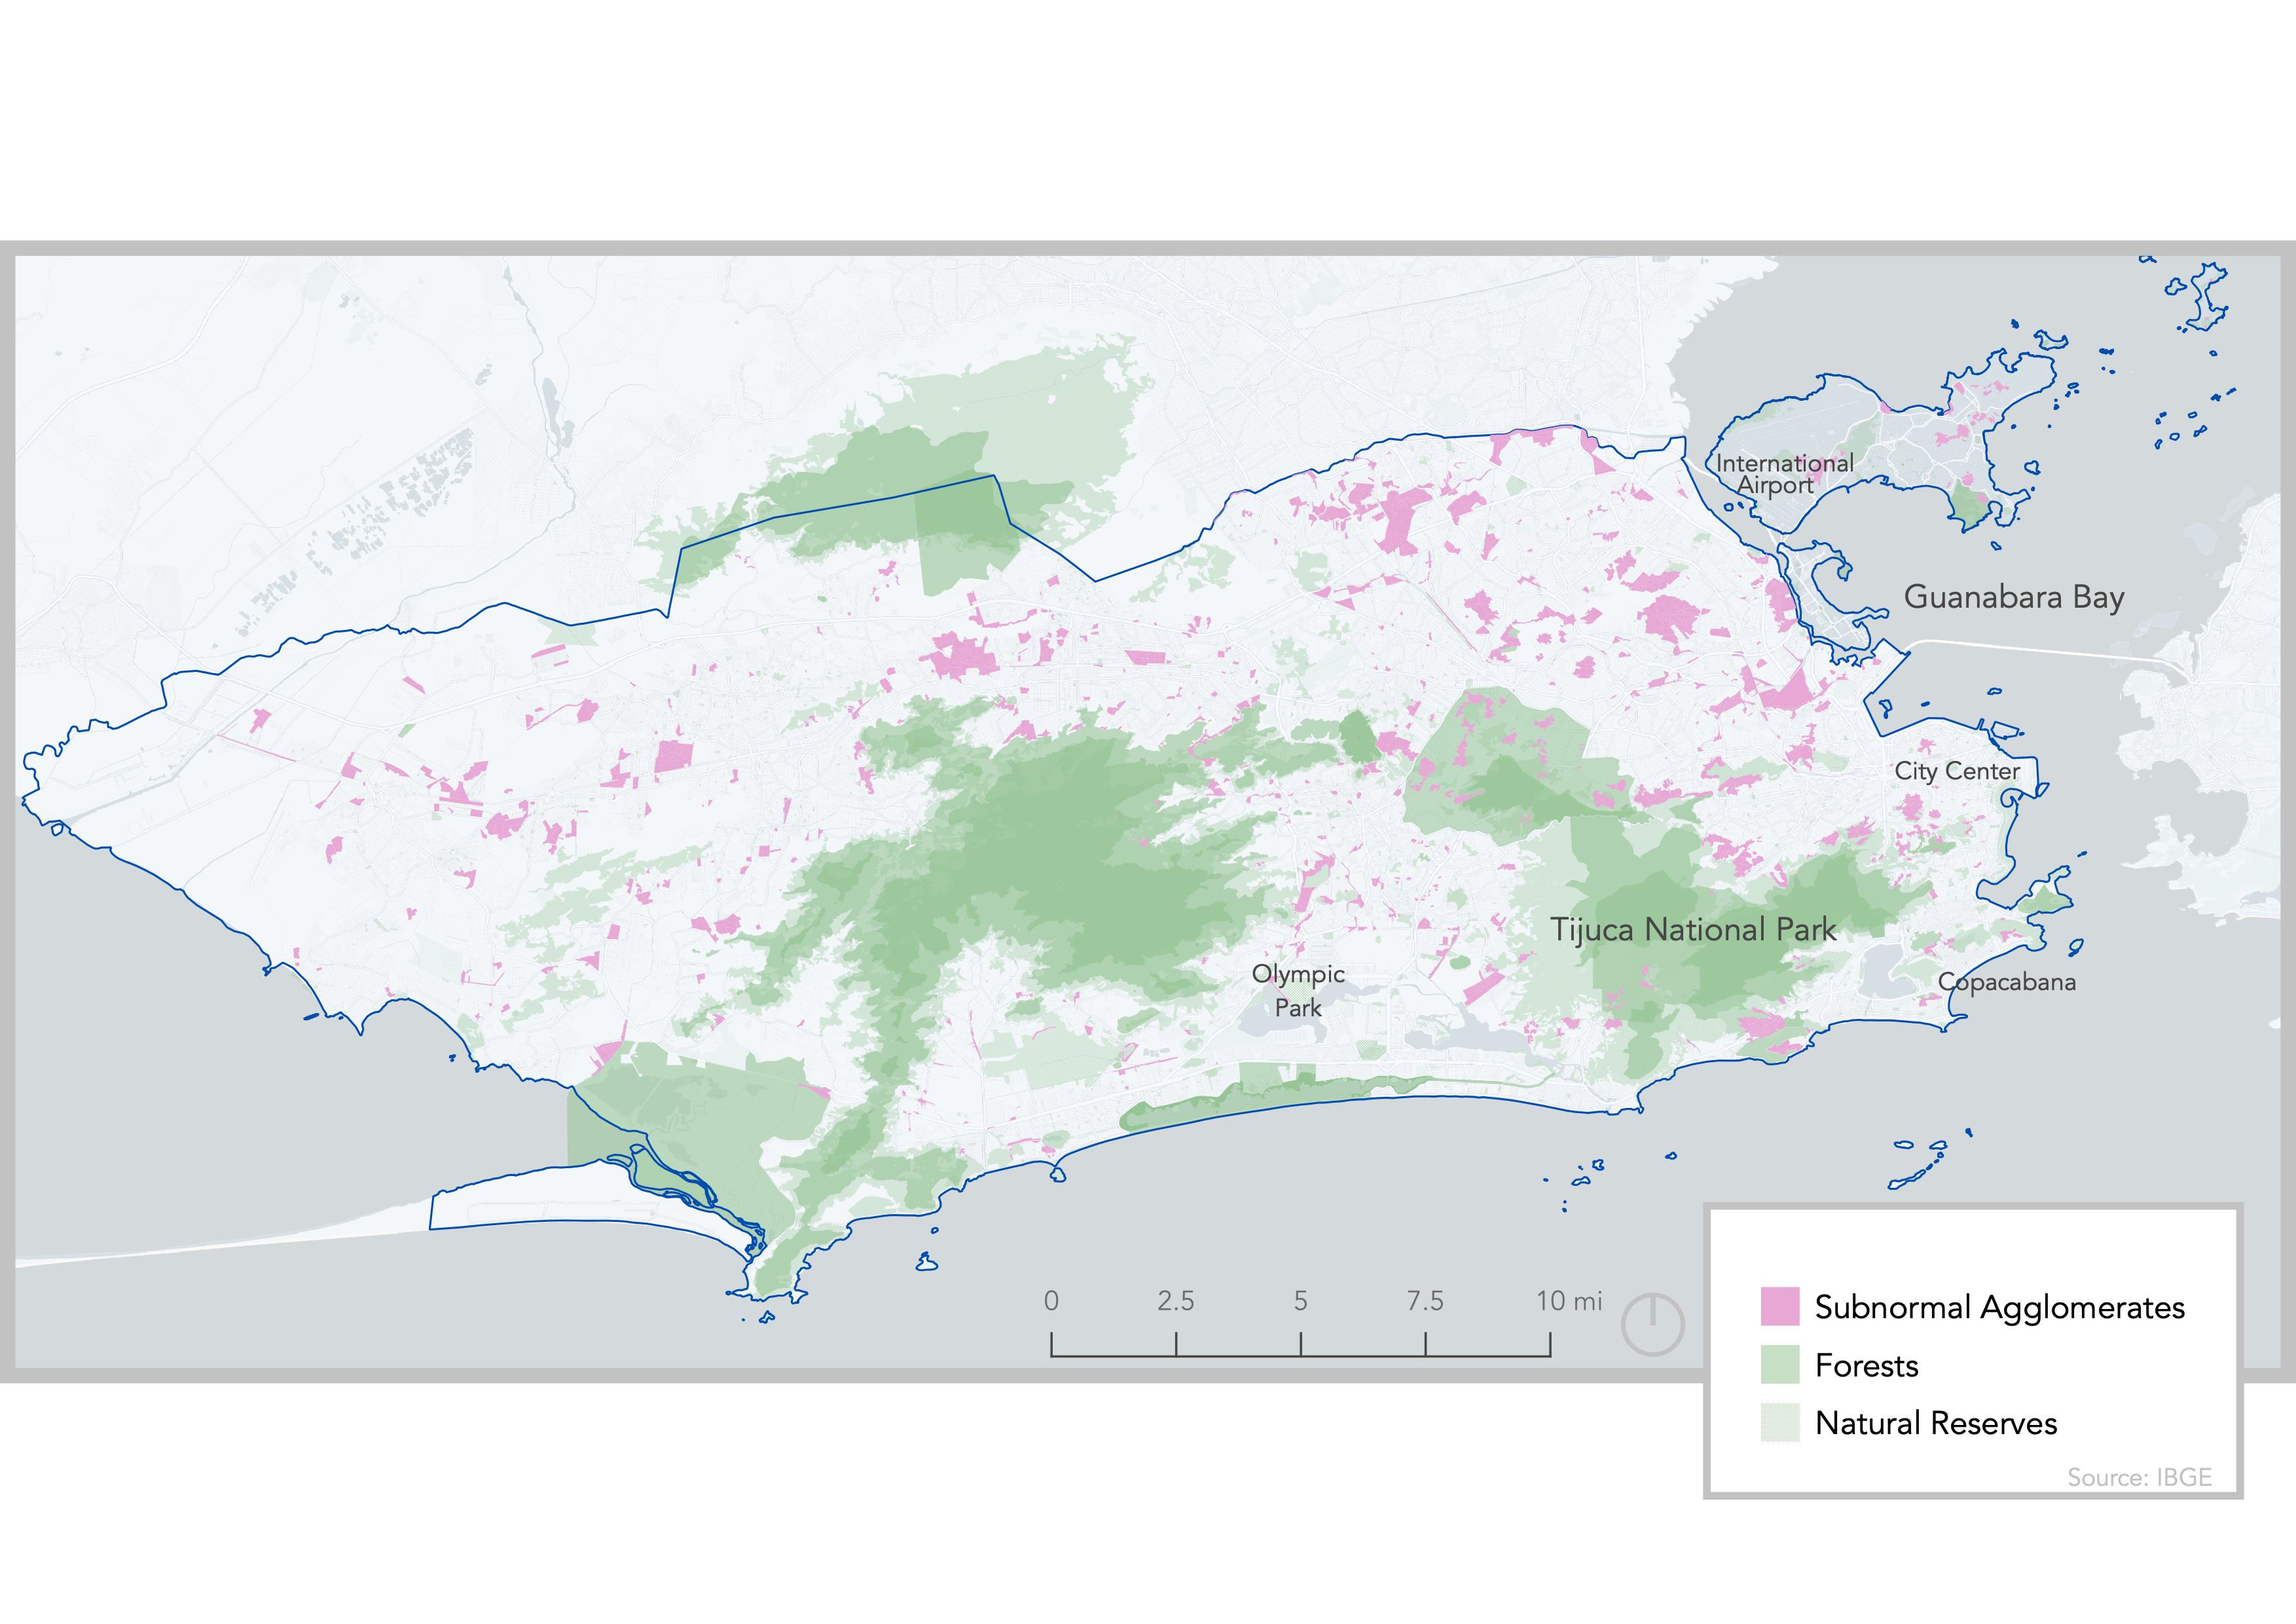 International
Airport
Guanabara Bay
City Center
Tijuca National Park
Olympic
Park
Copacabana
0 2.5 5 7.5 10 mi
Subnormal Agglomerates
Forests
Natural Reserves
Source: IBGE